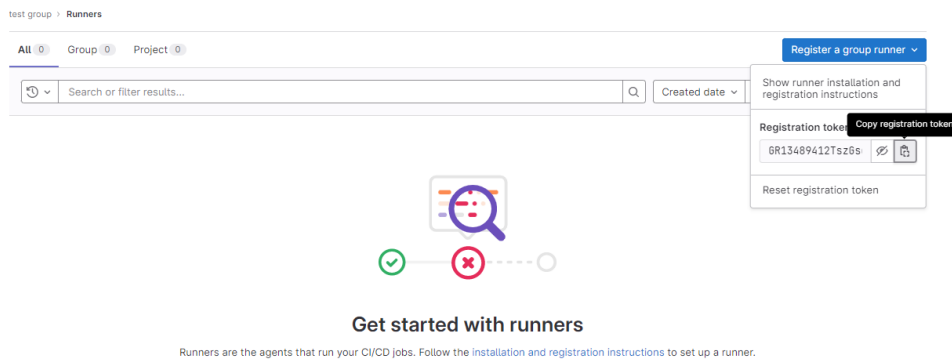 test group > Runners
All 0 Group 0 Project 0
Register a group runner
Search or filter results...
Created date
Show runner installation and
registration instructions
Registration token
Copy registration token
Reset registration token
Get started with runners
Runners are the agents that run your CI/CD jobs. Follow the installation and registration instructions to set up a runner.